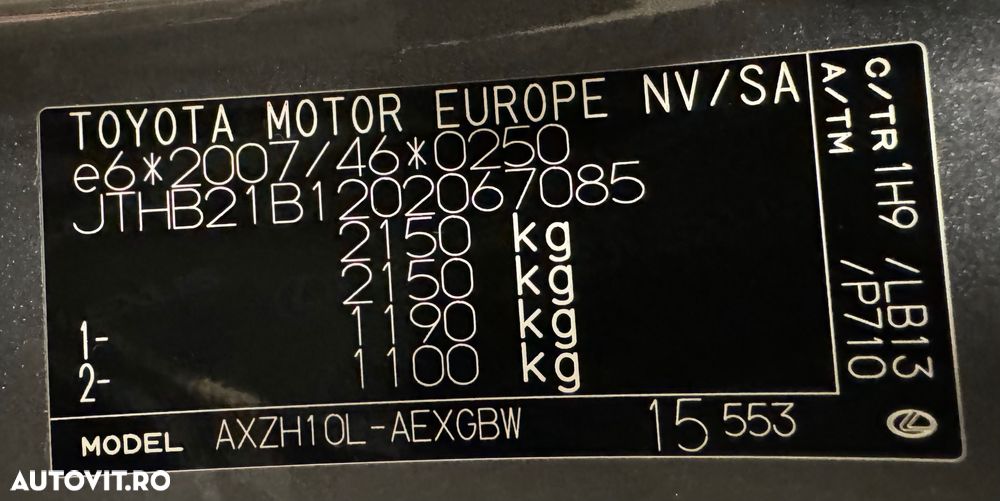 TOYOTA MOTOR EUROPE NV/SA
e6*2007/46*0250
JTHB21B1202067085
2150 kg
2150 kg
1- 1190 kg
2- 1100 kg
C/TR 1H9 /LB13
A/TM /P710
MODEL AXZH10L-AEXGBW 15 553
AUTOVIT.RO